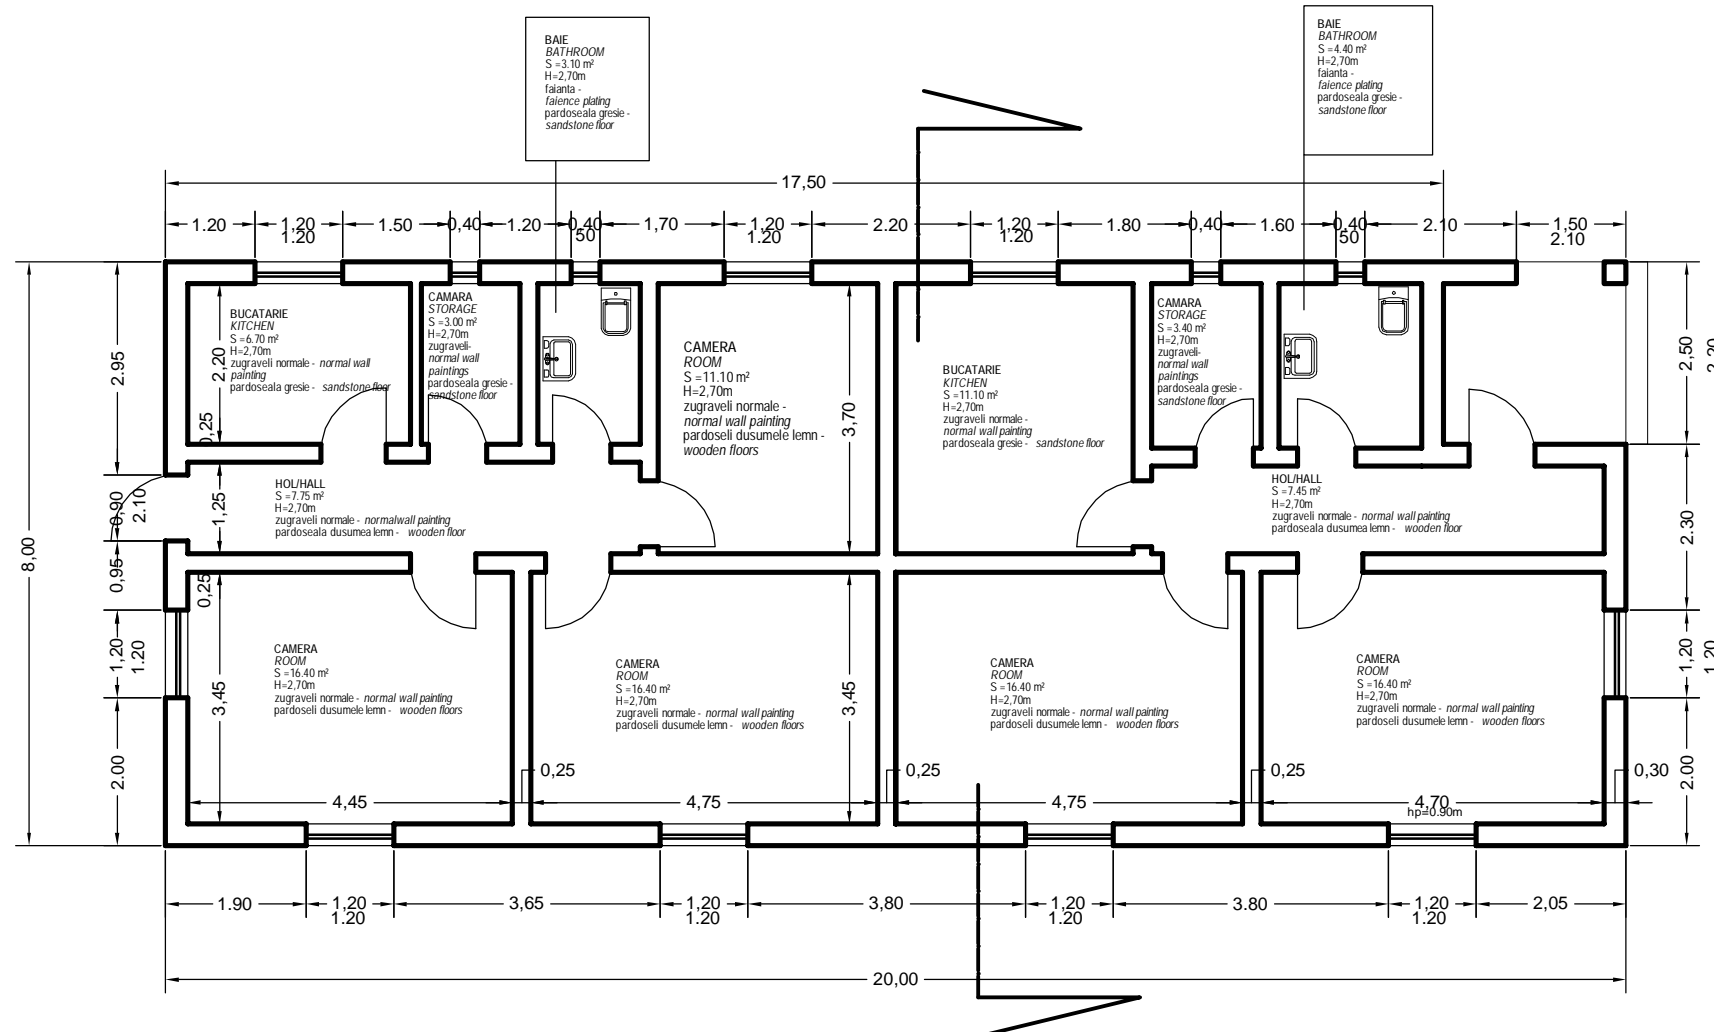 BAIE
BATHROOM
S =3.10 m²
H=2,70m
faianta -
faience plating
pardoseala gresie -
sandstone floor
BAIE
BATHROOM
S =4.40 m²
H=2,70m
faianta -
faience plating
pardoseala gresie -
sandstone floor
17,50
1.20
1,20
1.20
1.50
0,40
1.20
0,40
50
1,70
1,20
1.20
2.20
1,20
1.20
1.80
0,40
1.60
0,40
50
2.10
1,50
2.10
8,00
2.95
0,90
2.10
0,95
1,20
1.20
2.00
BUCATARIE
KITCHEN
S =6.70 m²
H=2,70m
zugraveli normale - normal wall
painting
pardoseala gresie - sandstone floor
2,20
0,25
CAMARA
STORAGE
S =3.00 m²
H=2,70m
zugraveli-
normal wall
paintings
pardoseala gresie -
sandstone floor
CAMERA
ROOM
S =11.10 m²
H=2,70m
zugraveli normale -
normal wall painting
pardoseli dusumele lemn -
wooden floors
3,70
BUCATARIE
KITCHEN
S =11.10 m²
H=2,70m
zugraveli normale -
normal wall painting
pardoseala gresie - sandstone floor
CAMARA
STORAGE
S =3.40 m²
H=2,70m
zugraveli-
normal wall
paintings
pardoseala gresie -
sandstone floor
2,50
2.20
HOL/HALL
S =7.75 m²
H=2,70m
zugraveli normale - normalwall painting
pardoseala dusumea lemn - wooden floor
1,25
0,25
HOL/HALL
S =7.45 m²
H=2,70m
zugraveli normale - normal wall painting
pardoseala dusumea lemn - wooden floor
2.30
CAMERA
ROOM
S =16.40 m²
H=2,70m
zugraveli normale - normal wall painting
pardoseli dusumele lemn - wooden floors
3,45
CAMERA
ROOM
S =16.40 m²
H=2,70m
zugraveli normale - normal wall painting
pardoseli dusumele lemn - wooden floors
3,45
CAMERA
ROOM
S =16.40 m²
H=2,70m
zugraveli normale - normal wall painting
pardoseli dusumele lemn - wooden floors
CAMERA
ROOM
S =16.40 m²
H=2,70m
zugraveli normale - normal wall painting
pardoseli dusumele lemn - wooden floors
1,20
1.20
2.00
0,25
0,25
0,25
0,30
4,45
4,75
4,75
4,70
hp=0.90m
1.90
1,20
1.20
3,65
1,20
1.20
3,80
1,20
1.20
3.80
1,20
1.20
2,05
20,00